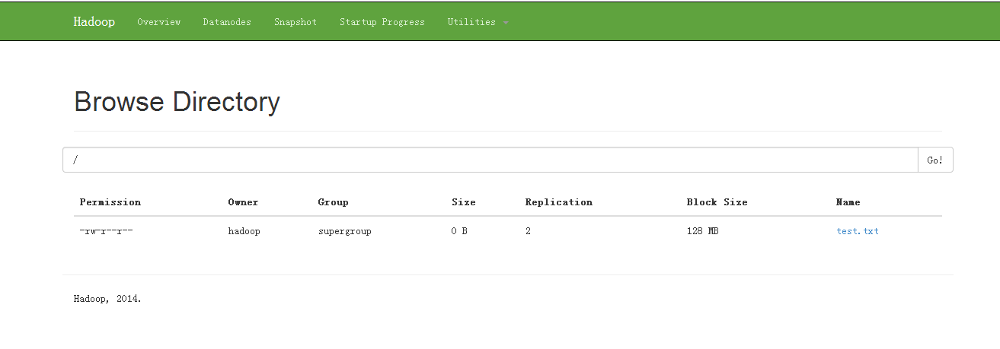 Hadoop Overview Datanodes Snapshot Startup Progress Utilities
Browse Directory
/ Go!
Permission Owner Group Size Replication Block Size Name
-rw-r--r-- hadoop supergroup 0 B 2 128 MB test.txt
Hadoop, 2014.